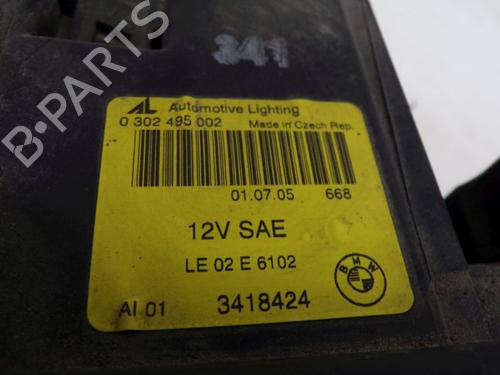 341
AL Automotive Lighting
0 302 495 002 Made in Czech Rep.
01.07.05 668
12V SAE
LE 02 E 6102
BMW
AI 01 3418424
B-PARTS